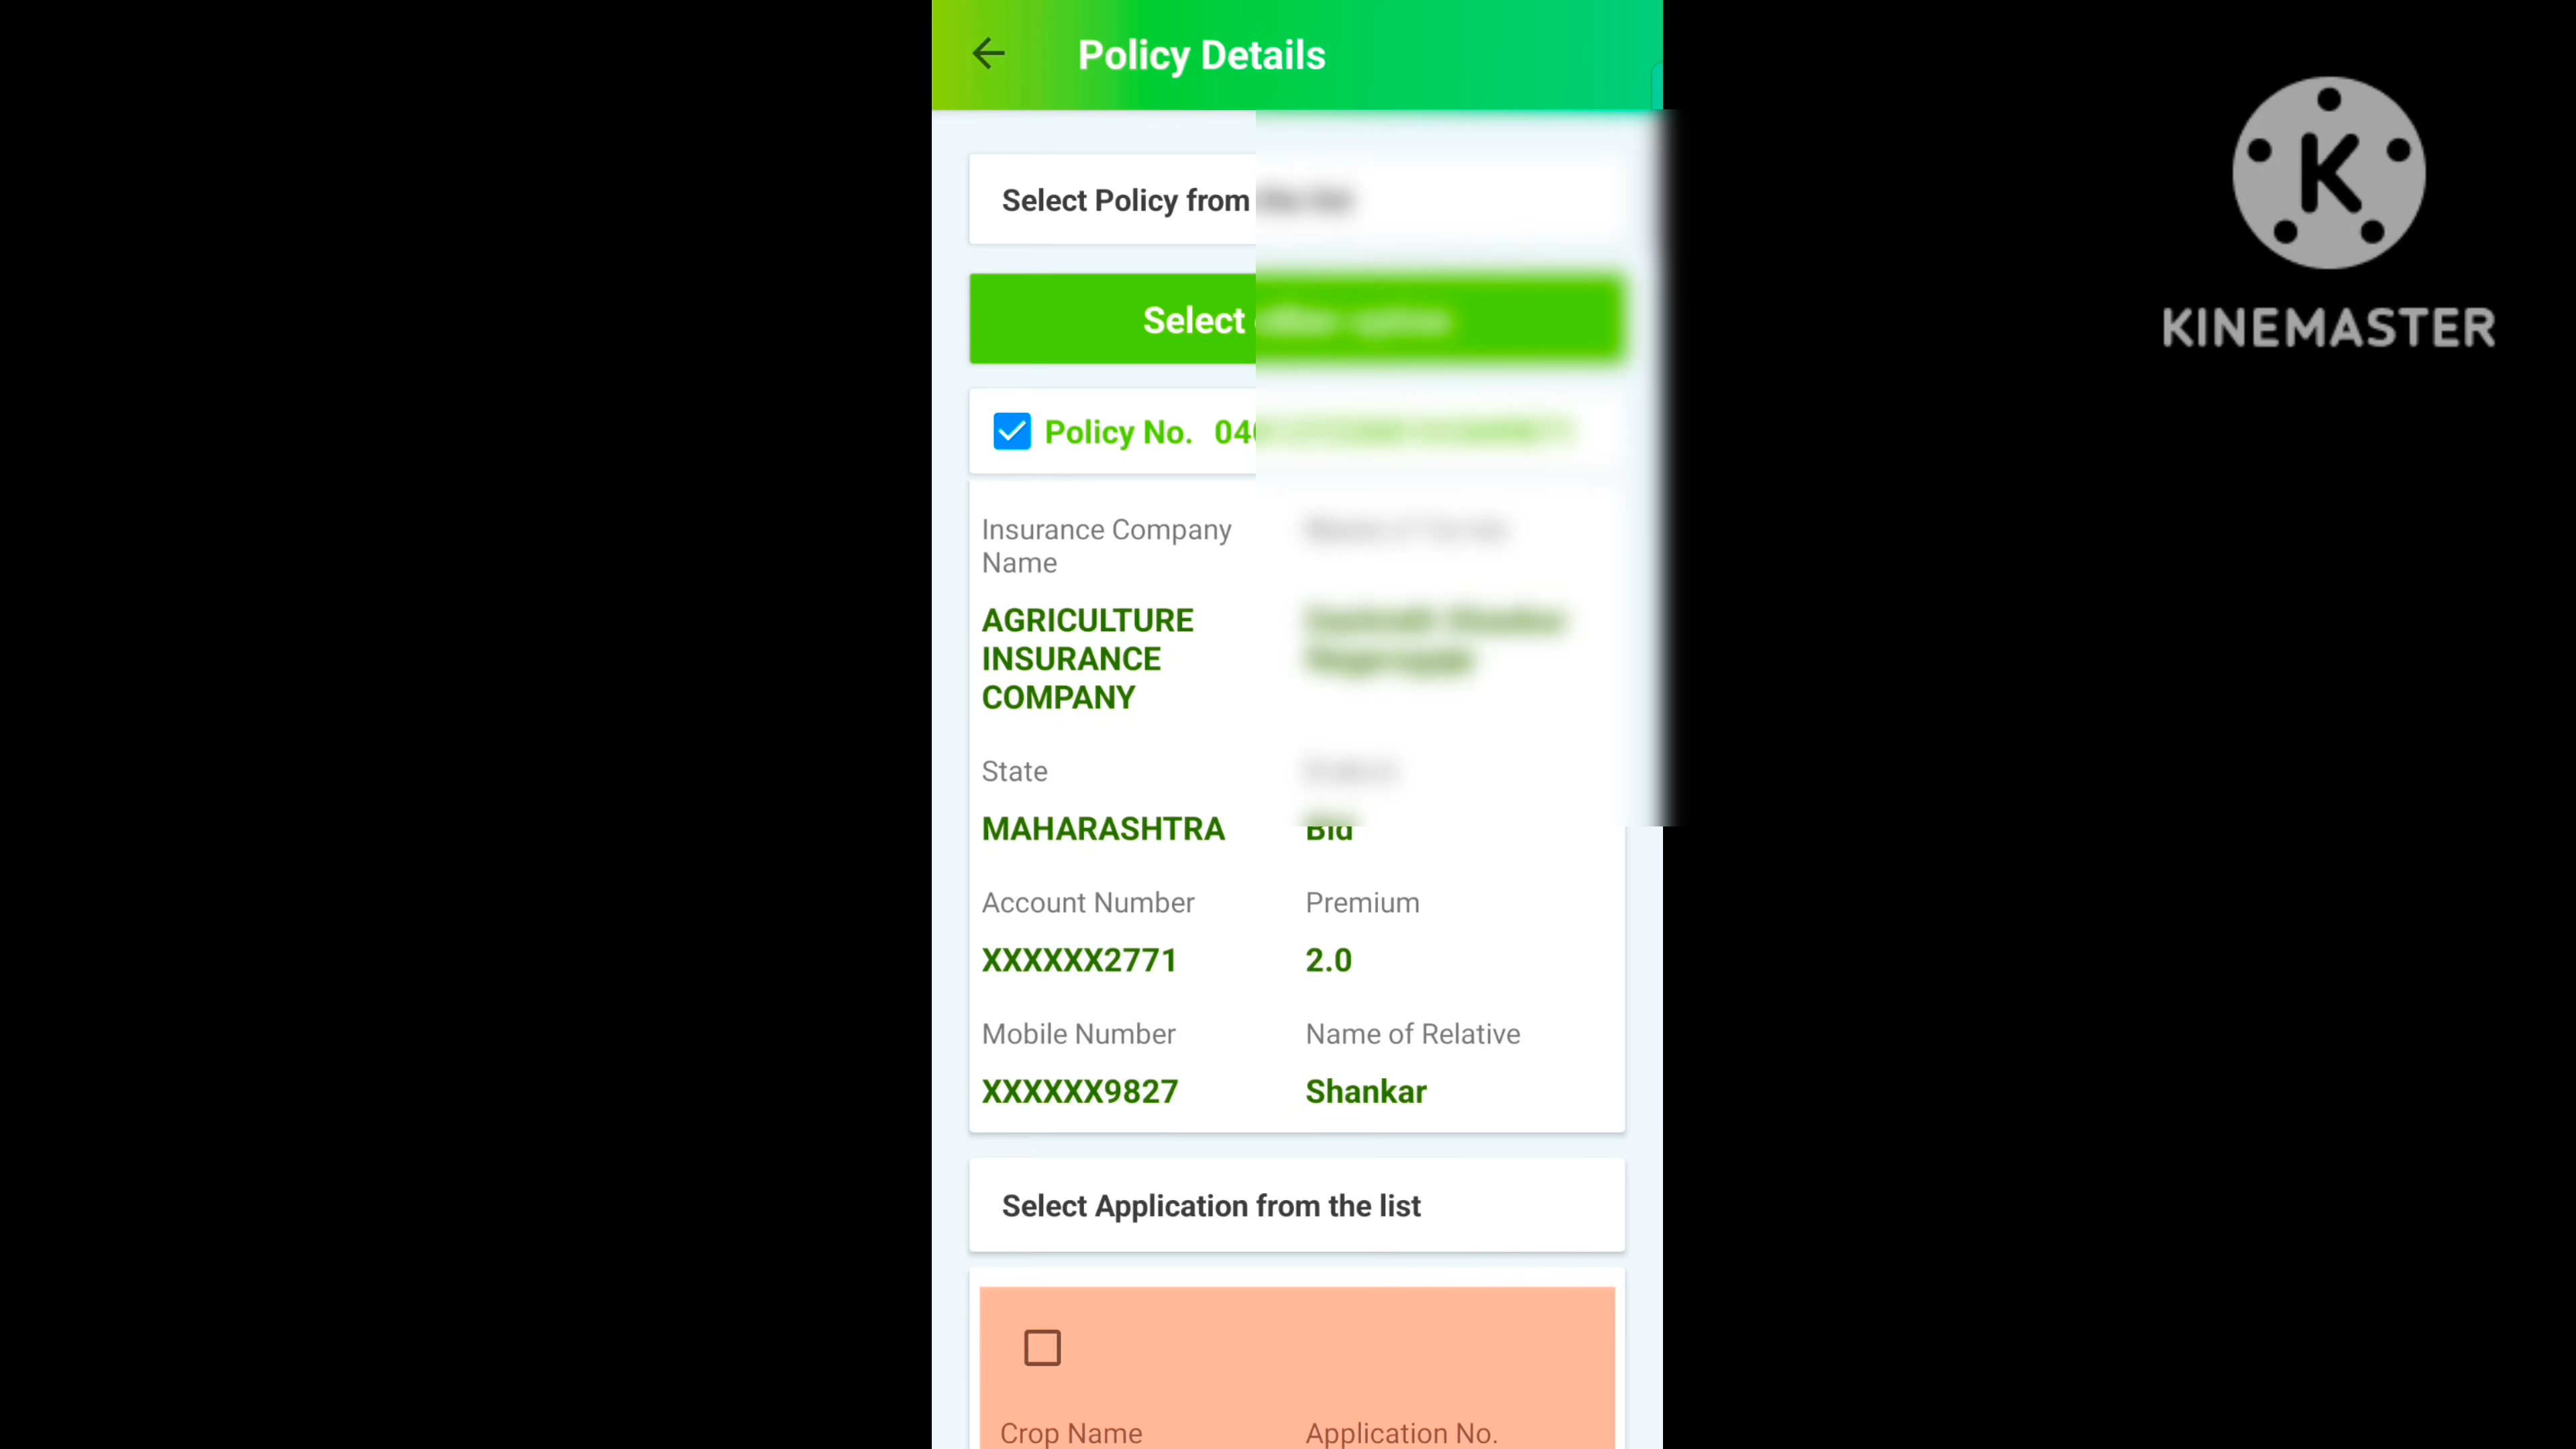 Policy Details
KINEMASTER
Select Policy from
Select
Policy No. 04
Insurance Company
Name
AGRICULTURE
INSURANCE
COMPANY
State
MAHARASHTRA Bid
Account Number Premium
XXXXXX2771 2.0
Mobile Number Name of Relative
XXXXXX9827 Shankar
Select Application from the list
Crop Name Application No.